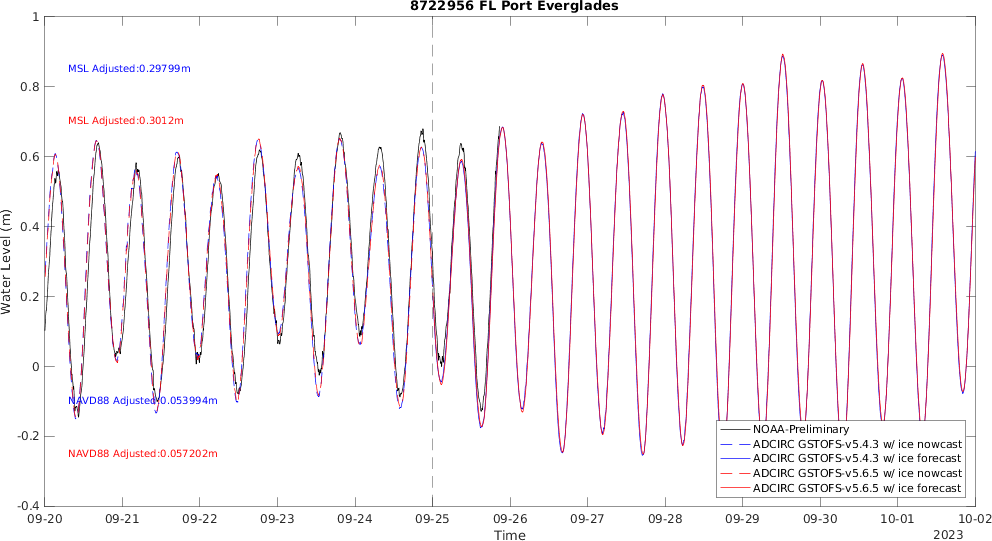 8722956 FL Port Everglades
1
0.8
0.6
0.4
0.2
0
-0.2
-0.4
Water Level (m)
MSL Adjusted:0.29799m
MSL Adjusted:0.3012m
NAVD88 Adjusted:0.053994m
NAVD88 Adjusted:0.057202m
NOAA-Preliminary
ADCIRC GSTOFS-v5.4.3 w/ ice nowcast
ADCIRC GSTOFS-v5.4.3 w/ ice forecast
ADCIRC GSTOFS-v5.6.5 w/ ice nowcast
ADCIRC GSTOFS-v5.6.5 w/ ice forecast
09-20 09-21 09-22 09-23 09-24 09-25 09-26 09-27 09-28 09-29 09-30 10-01 10-02
Time
2023